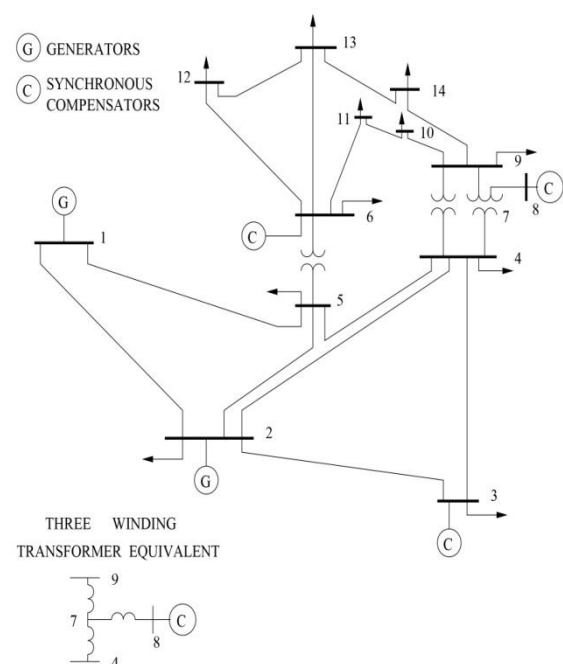 G GENERATORS
C SYNCHRONOUS
COMPENSATORS
13
12
14
11
10
9
C
8
7
G
1
C
6
4
5
2
G
3
C
THREE WINDING
TRANSFORMER EQUIVALENT
9
7
C
8
4